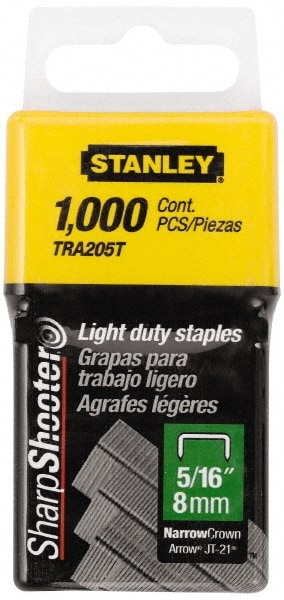 STANLEY®
1,000 Cont.
PCS/Piezas
TRA205T
SharpShooter
Light duty staples
Grapas para
trabajo ligero
Agrafes légères
5/16"
8mm
NarrowCrown
Arrow® JT-21®